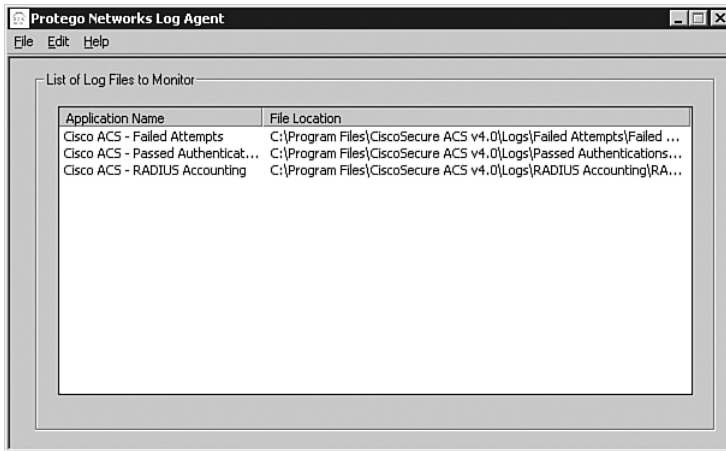 Protego Networks Log Agent
File Edit Help
List of Log Files to Monitor
Application Name File Location
Cisco ACS - Failed Attempts C:\Program Files\CiscoSecure ACS v4.0\Logs\Failed Attempts\Failed ...
Cisco ACS - Passed Authenticat... C:\Program Files\CiscoSecure ACS v4.0\Logs\Passed Authentications...
Cisco ACS - RADIUS Accounting C:\Program Files\CiscoSecure ACS v4.0\Logs\RADIUS Accounting\RA...